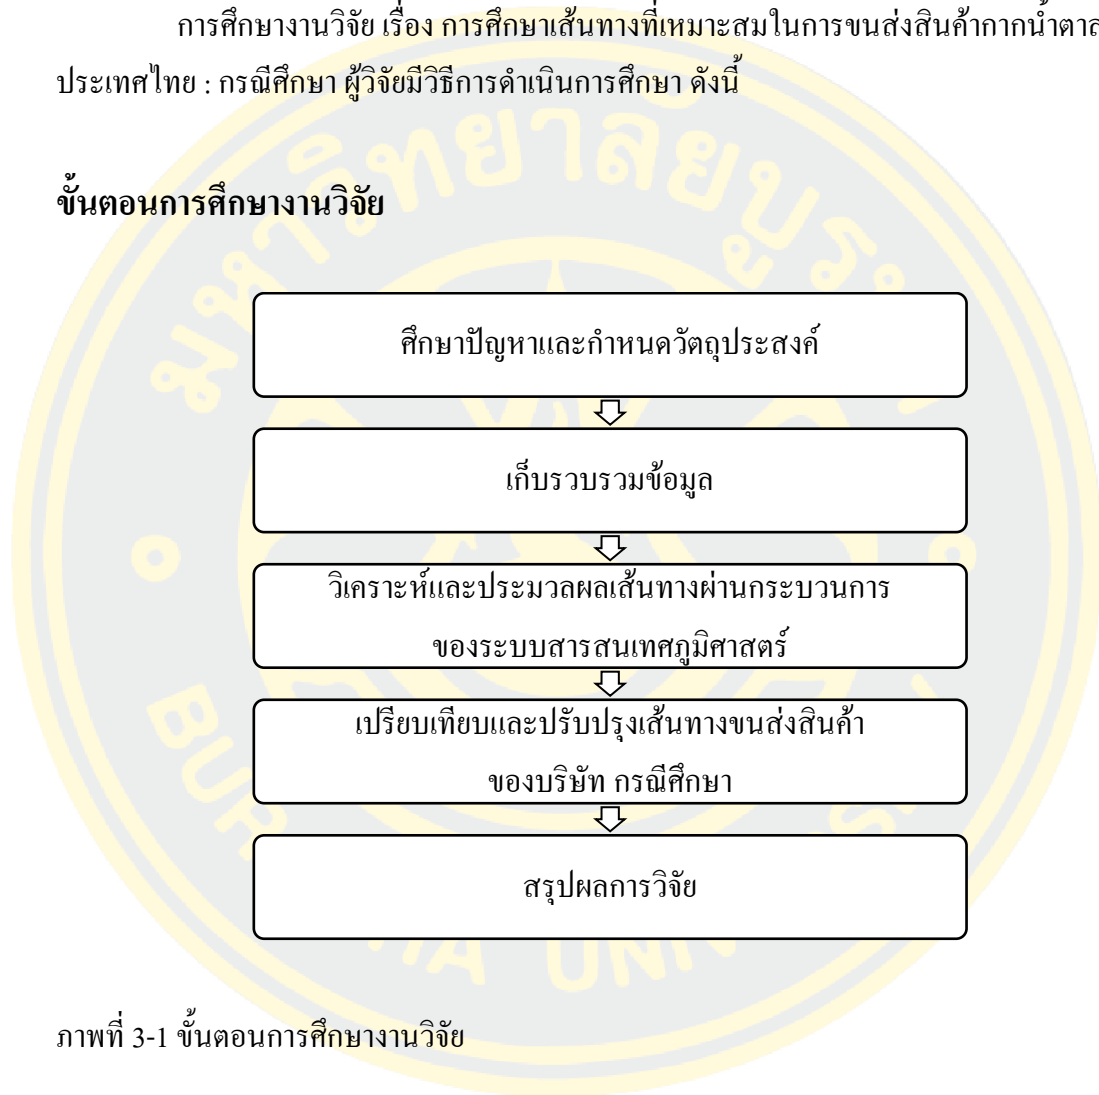 การศึกษางานวิจัย เรื่อง การศึกษาเส้นทางที่เหมาะสมในการขนส่งสินค้ากากน้ำตาล
ประเทศไทย : กรณีศึกษา ผู้วิจัยมีวิธีการดำเนินการศึกษา ดังนี้
ขั้นตอนการศึกษางานวิจัย
ศึกษาปัญหาและกำหนดวัตถุประสงค์
เก็บรวบรวมข้อมูล
วิเคราะห์และประมวลผลเส้นทางผ่านกระบวนการ
ของระบบสารสนเทศภูมิศาสตร์
เปรียบเทียบและปรับปรุงเส้นทางขนส่งสินค้า
ของบริษัท กรณีศึกษา
สรุปผลการวิจัย
ภาพที่ 3-1 ขั้นตอนการศึกษางานวิจัย